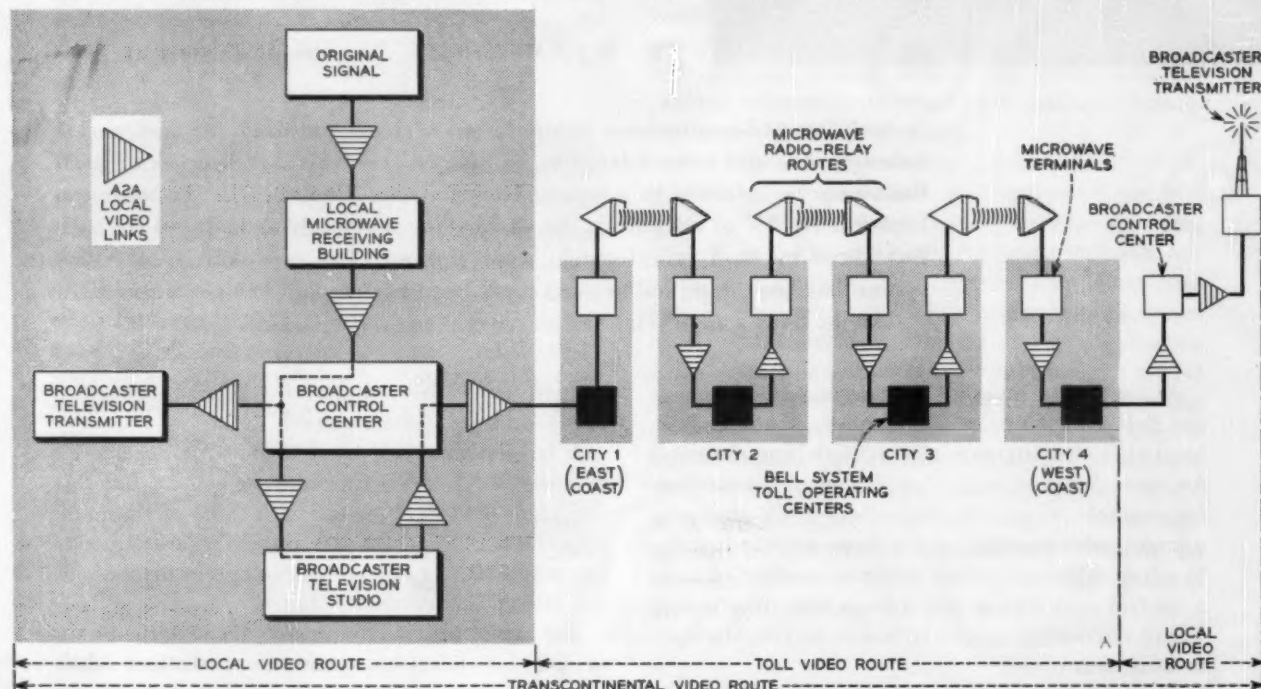 ORIGINAL
SIGNAL
A2A
LOCAL
VIDEO
LINKS
LOCAL
MICROWAVE
RECEIVING
BUILDING
BROADCASTER
TELEVISION
TRANSMITTER
BROADCASTER
CONTROL
CENTER
BROADCASTER
TELEVISION
STUDIO
MICROWAVE
RADIO-RELAY
ROUTES
MICROWAVE
TERMINALS
BROADCASTER
TELEVISION
TRANSMITTER
BROADCASTER
CONTROL
CENTER
CITY 1
(EAST
COAST)
CITY 2
CITY 3
CITY 4
(WEST
COAST)
BELL SYSTEM
TOLL OPERATING
CENTERS
LOCAL VIDEO ROUTE
TOLL VIDEO ROUTE
LOCAL
VIDEO
ROUTE
TRANSCONTINENTAL VIDEO ROUTE